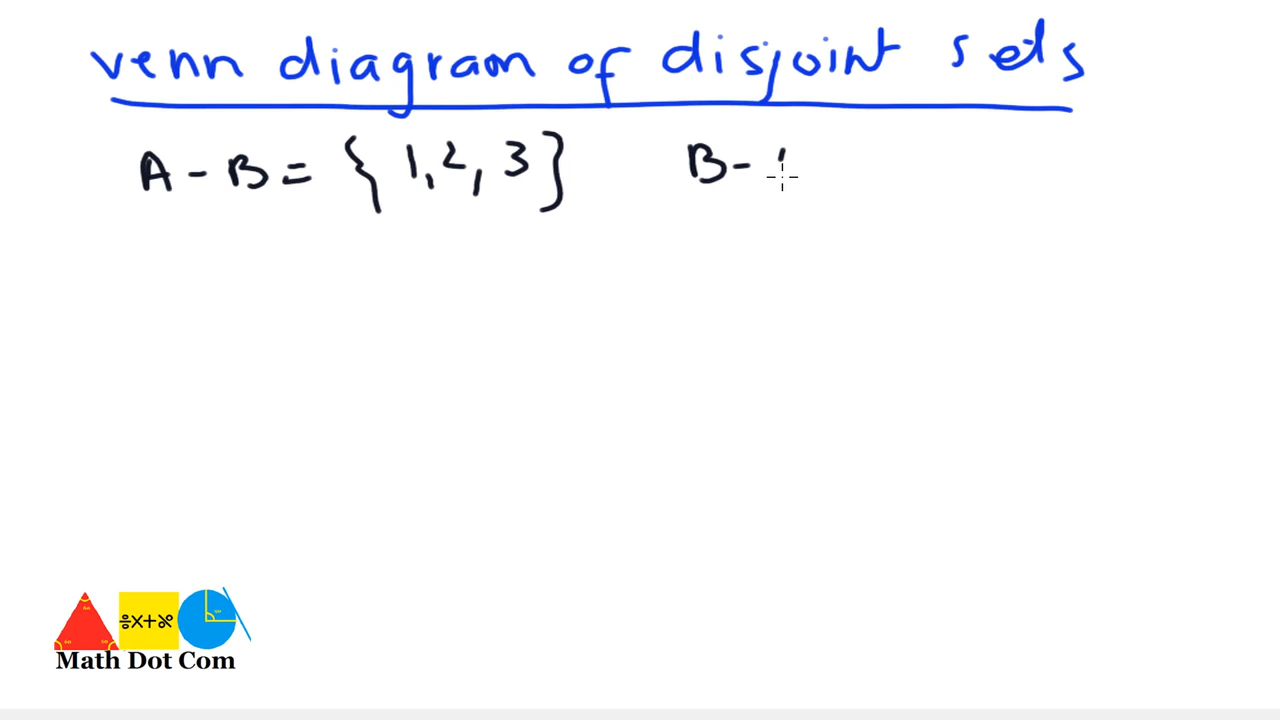 venn diagram of disjoint sets
A - B = { 1, 2, 3 } B -
÷x+%
Math Dot Com